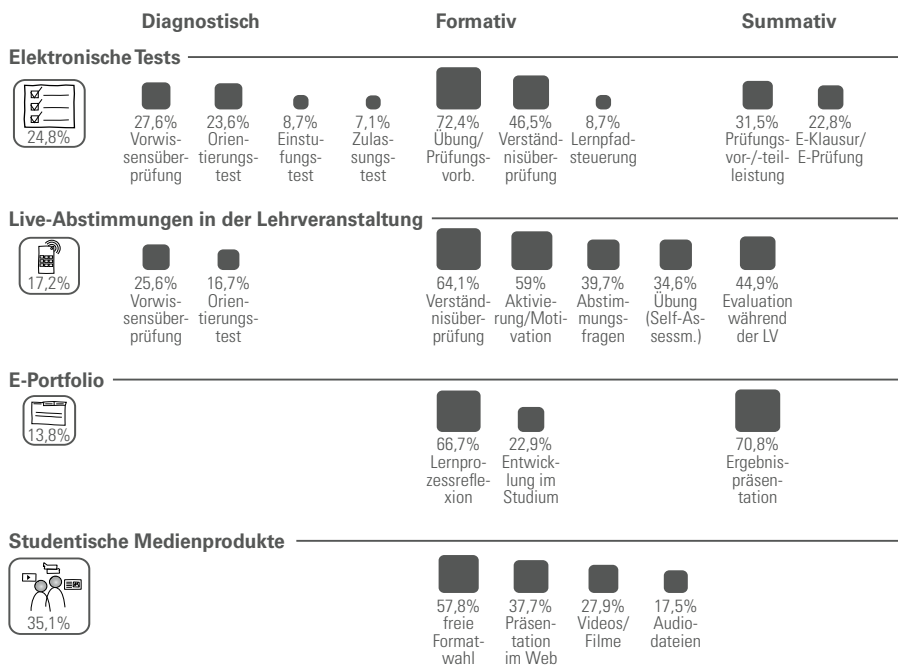 Diagnostisch Formativ Summativ
Elektronische Tests
24,8%
27,6%
Vorwis-
sensüber-
prüfung
23,6%
Orien-
tierungs-
test
8,7%
Einstu-
fungs-
test
7,1%
Zulas-
sungs-
test
72,4%
Übung/
Prüfungs-
vorb.
46,5%
Verständ-
nisüber-
prüfung
8,7%
Lernpfad-
steuerung
31,5%
Prüfungs-
vor-/-teil-
leistung
22,8%
E-Klausur/
E-Prüfung
Live-Abstimmungen in der Lehrveranstaltung
17,2%
25,6%
Vorwis-
sensüber-
prüfung
16,7%
Orien-
tierungs-
test
64,1%
Verständ-
nisüber-
prüfung
59%
Aktivie-
rung/Moti-
vation
39,7%
Abstim-
mungs-
fragen
34,6%
Übung
(Self-As-
sessm.)
44,9%
Evaluation
während
der LV
E-Portfolio
13,8%
66,7%
Lernpro-
zessrefle-
xion
22,9%
Entwick-
lung im
Studium
70,8%
Ergebnis-
präsen-
tation
Studentische Medienprodukte
35,1%
57,8%
freie
Format-
wahl
37,7%
Präsen-
tation
im Web
27,9%
Videos/
Filme
17,5%
Audio-
dateien